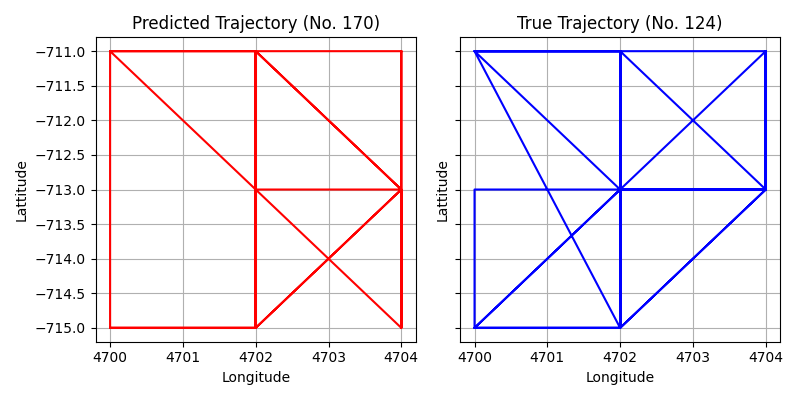 Predicted Trajectory (No. 170)
True Trajectory (No. 124)
−711.0
−711.5
−712.0
−712.5
−713.0
−713.5
−714.0
−714.5
−715.0
Lattitude
Lattitude
4700 4701 4702 4703 4704
4700 4701 4702 4703 4704
Longitude
Longitude